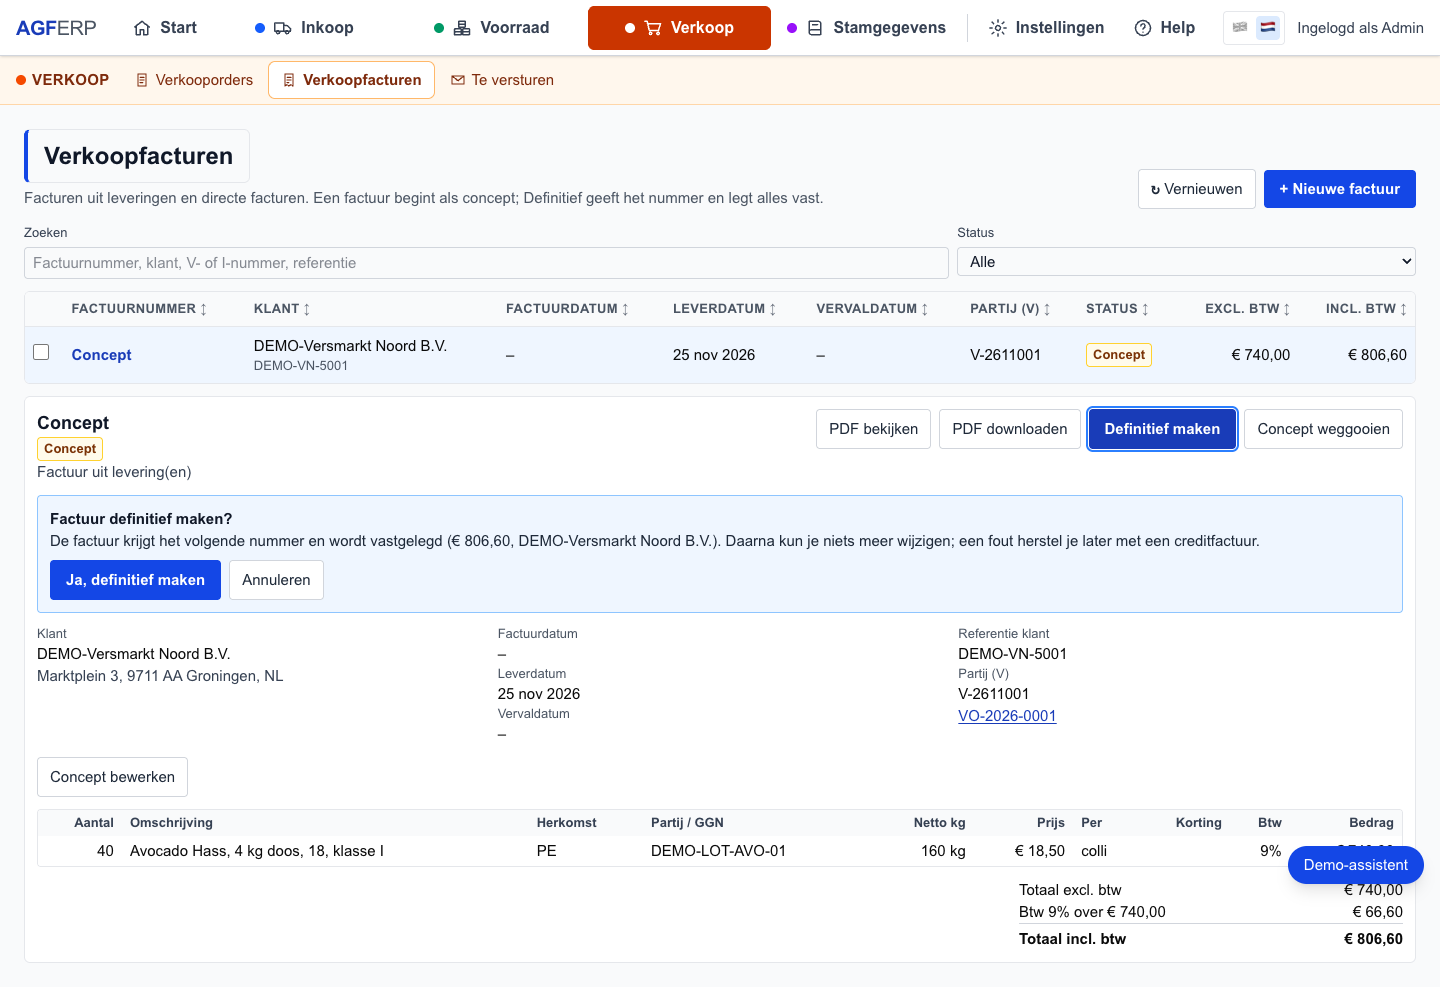 AGFERP
Start
Inkoop
Voorraad
Verkoop
Stamgegevens
Instellingen
Help
Ingelogd als Admin
VERKOOP
Verkooporders
Verkoopfacturen
Te versturen
Verkoopfacturen
Facturen uit leveringen en directe facturen. Een factuur begint als concept; Definitief geeft het nummer en legt alles vast.
↻ Vernieuwen
+ Nieuwe factuur
Zoeken
Status
Factuurnummer, klant, V- of I-nummer, referentie
Alle
FACTUURNUMMER ↕ KLANT ↕ FACTUURDATUM ↕ LEVERDATUM ↕ VERVALDATUM ↕ PARTIJ (V) ↕ STATUS ↕ EXCL. BTW ↕ INCL. BTW ↕
Concept DEMO-Versmarkt Noord B.V. – 25 nov 2026 – V-2611001 Concept € 740,00 € 806,60
DEMO-VN-5001
Concept
Concept
Factuur uit levering(en)
PDF bekijken
PDF downloaden
Definitief maken
Concept weggooien
Factuur definitief maken?
De factuur krijgt het volgende nummer en wordt vastgelegd (€ 806,60, DEMO-Versmarkt Noord B.V.). Daarna kun je niets meer wijzigen; een fout herstel je later met een creditfactuur.
Ja, definitief maken
Annuleren
Klant
DEMO-Versmarkt Noord B.V.
Marktplein 3, 9711 AA Groningen, NL
Factuurdatum
–
Leverdatum
25 nov 2026
Vervaldatum
–
Referentie klant
DEMO-VN-5001
Partij (V)
V-2611001
VO-2026-0001
Concept bewerken
Aantal Omschrijving Herkomst Partij / GGN Netto kg Prijs Per Korting Btw Bedrag
40 Avocado Hass, 4 kg doos, 18, klasse I PE DEMO-LOT-AVO-01 160 kg € 18,50 colli 9%
Demo-assistent
Totaal excl. btw € 740,00
Btw 9% over € 740,00 € 66,60
Totaal incl. btw € 806,60